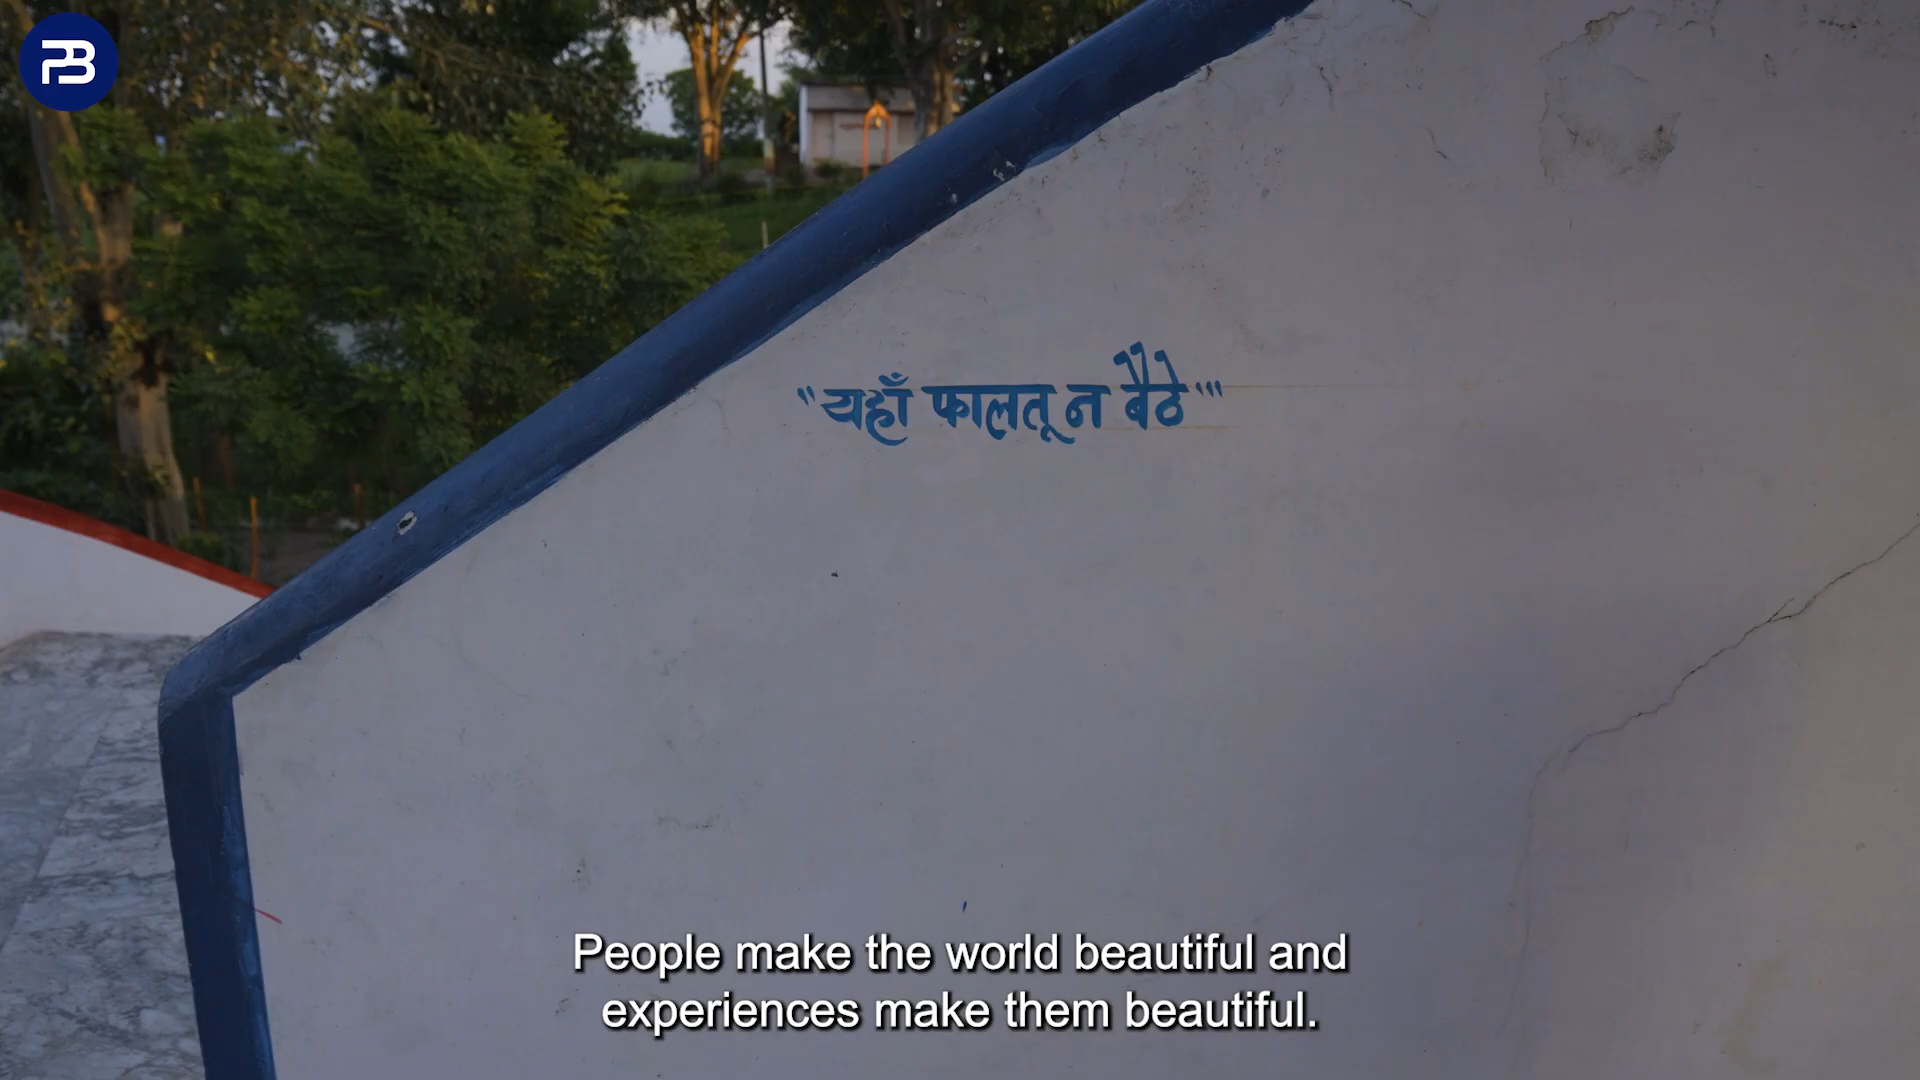 PB
"यहाँ फालतू न बैठे"'
People make the world beautiful and
experiences make them beautiful.